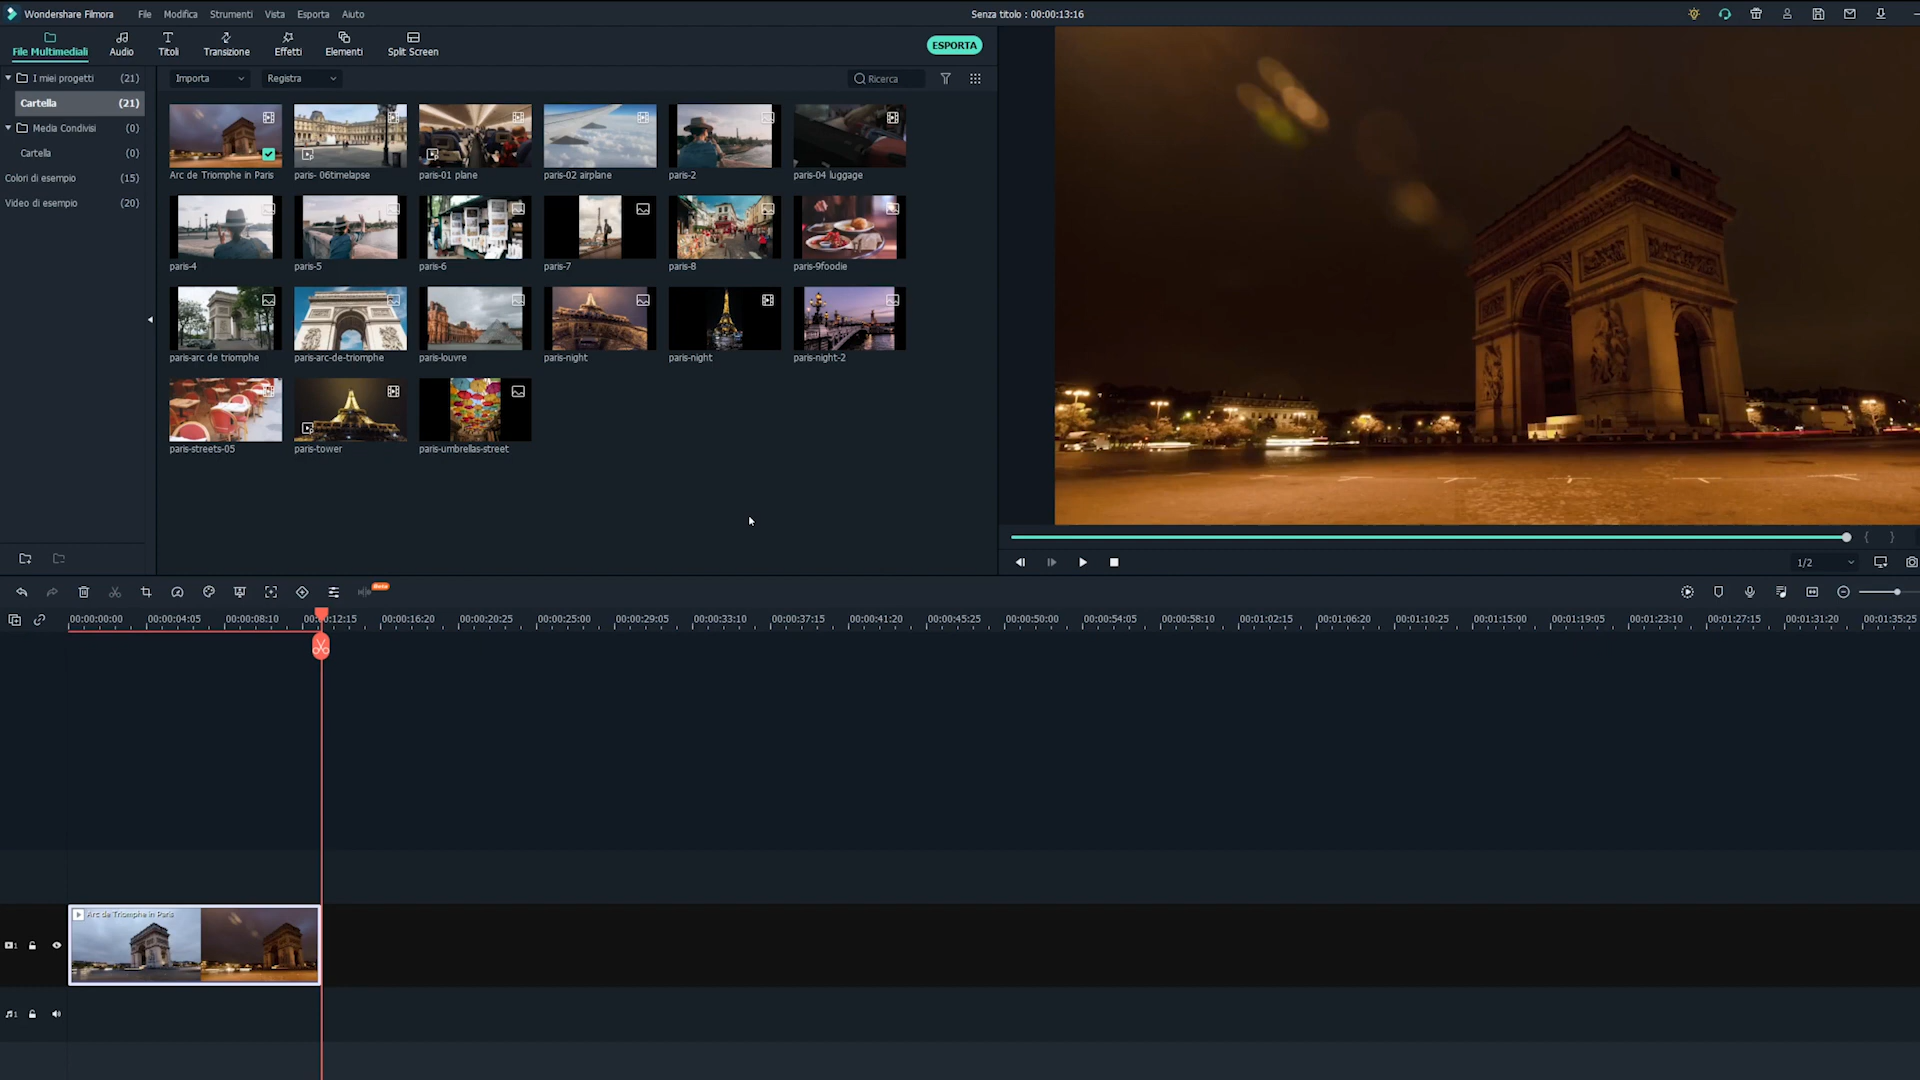 Wondershare Filmora File Modifica Strumenti Vista Esporta Aiuto Senza titolo : 00:00:13:16
File Multimediali Audio Titoli Transizione Effetti Elementi Split Screen ESPORTA
I miei progetti (21) Importa Registra Ricerca
Cartella (21)
Media Condivisi (0)
Cartella (0)
Colori di esempio (15)
Video di esempio (20)
Arc de Triomphe in Paris paris- 06timelapse paris-01 plane paris-02 airplane paris-2 paris-04 luggage
paris-4 paris-5 paris-6 paris-7 paris-8 paris-9foodie
paris-arc de triomphe paris-arc-de-triomphe paris-louvre paris-night paris-night paris-night-2
paris-streets-05 paris-tower paris-umbrellas-street
1/2
Beta
00:00:00:00 00:00:04:05 00:00:08:10 00:00:12:15 00:00:16:20 00:00:20:25 00:00:25:00 00:00:29:05 00:00:33:10 00:00:37:15 00:00:41:20 00:00:45:25 00:00:50:00 00:00:54:05 00:00:58:10 00:01:02:15 00:01:06:20 00:01:10:25 00:01:15:00 00:01:19:05 00:01:23:10 00:01:27:15 00:01:31:20 00:01:35:25
Arc de Triomphe in Paris
1
1